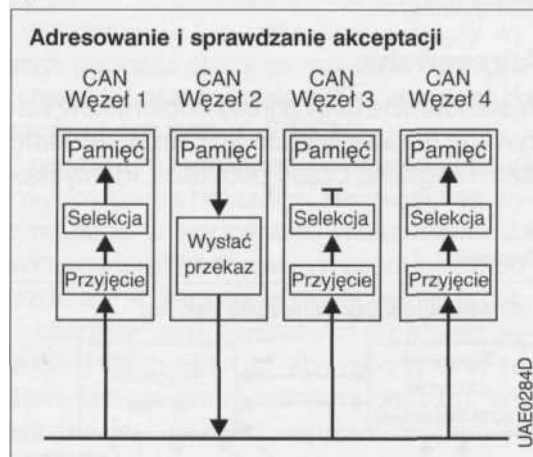 Adresowanie i sprawdzanie akceptacji
CAN CAN CAN CAN
Węzeł 1 Węzeł 2 Węzeł 3 Węzeł 4
Pamięć Pamięć Pamięć Pamięć
Selekcja Wysłać przekaz Selekcja Selekcja
Przyjęcie Przyjęcie Przyjęcie
UAE0284D